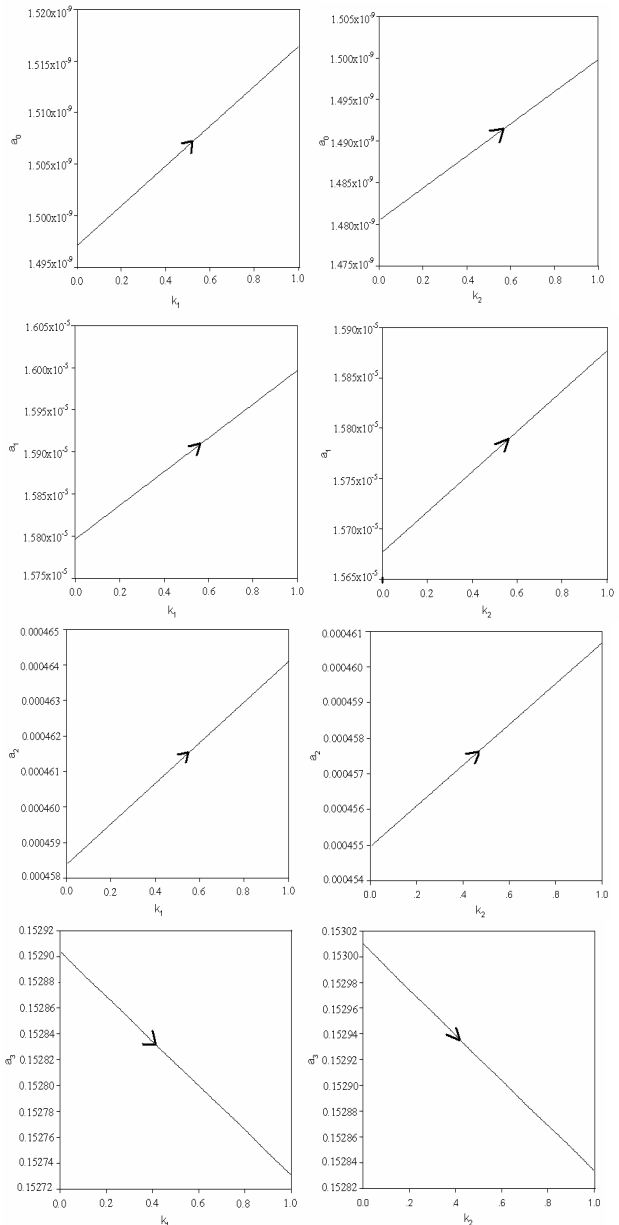 1.520x10⁻⁹
1.515x10⁻⁹
1.510x10⁻⁹
1.505x10⁻⁹
1.500x10⁻⁹
1.495x10⁻⁹
a₀
0.0 0.2 0.4 0.6 0.8 1.0
k₁
1.505x10⁻⁹
1.500x10⁻⁹
1.495x10⁻⁹
1.490x10⁻⁹
1.485x10⁻⁹
1.480x10⁻⁹
1.475x10⁻⁹
a₀
0.0 0.2 0.4 0.6 0.8 1.0
k₂
1.605x10⁻⁵
1.600x10⁻⁵
1.595x10⁻⁵
1.590x10⁻⁵
1.585x10⁻⁵
1.580x10⁻⁵
1.575x10⁻⁵
a₁
0.0 0.2 0.4 0.6 0.8 1.0
k₁
1.590x10⁻⁵
1.585x10⁻⁵
1.580x10⁻⁵
1.575x10⁻⁵
1.570x10⁻⁵
1.565x10⁻⁵
a₁
0.0 0.2 0.4 0.6 0.8 1.0
k₂
0.000465
0.000464
0.000463
0.000462
0.000461
0.000460
0.000459
0.000458
a₂
0.0 0.2 0.4 0.6 0.8 1.0
k₁
0.000461
0.000460
0.000459
0.000458
0.000457
0.000456
0.000455
0.000454
a₂
0.0 .2 .4 .6 .8 1.0
k₂
0.15292
0.15290
0.15288
0.15286
0.15284
0.15282
0.15280
0.15278
0.15276
0.15274
0.15272
a₃
0.0 0.2 0.4 0.6 0.8 1.0
k₁
0.15302
0.15300
0.15298
0.15296
0.15294
0.15292
0.15290
0.15288
0.15286
0.15284
0.15282
a₃
0.0 .2 .4 .6 .8 1.0
k₂